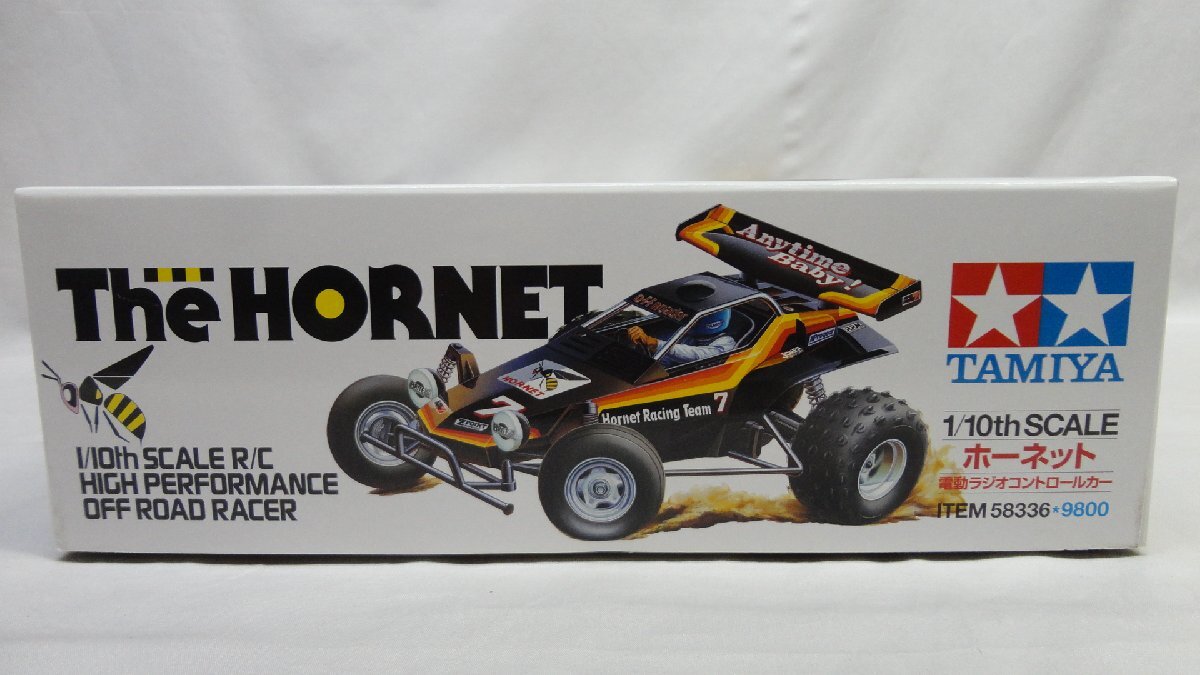 The HORNET
1/10th SCALE R/C
HIGH PERFORMANCE
OFF ROAD RACER
Anytime
Baby!
HORNET
7
Hornet Racing Team 7
TAMIYA
1/10th SCALE
ホーネット
電動ラジオコントロールカー
ITEM 58336*9800